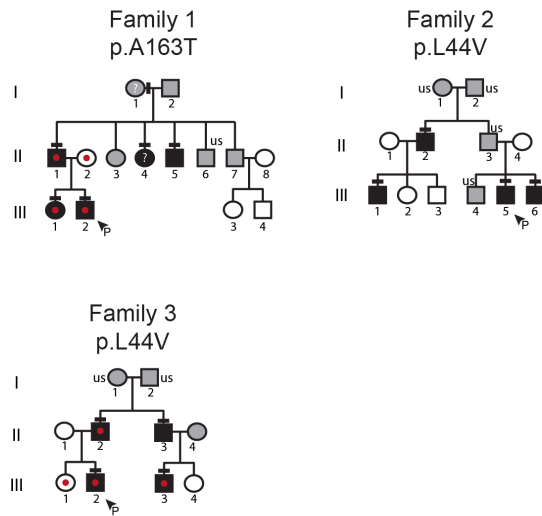 Family 1
p.A163T
I
?
1 2
us
II
?
1 2 3 4 5 6 7 8
III
1 2 P 3 4
Family 2
p.L44V
us us
I
1 2
us
II
1 2 3 4
us
III
1 2 3 4 5 P 6
Family 3
p.L44V
I
us us
1 2
II
1 2 3 4
III
1 2 P 3 4